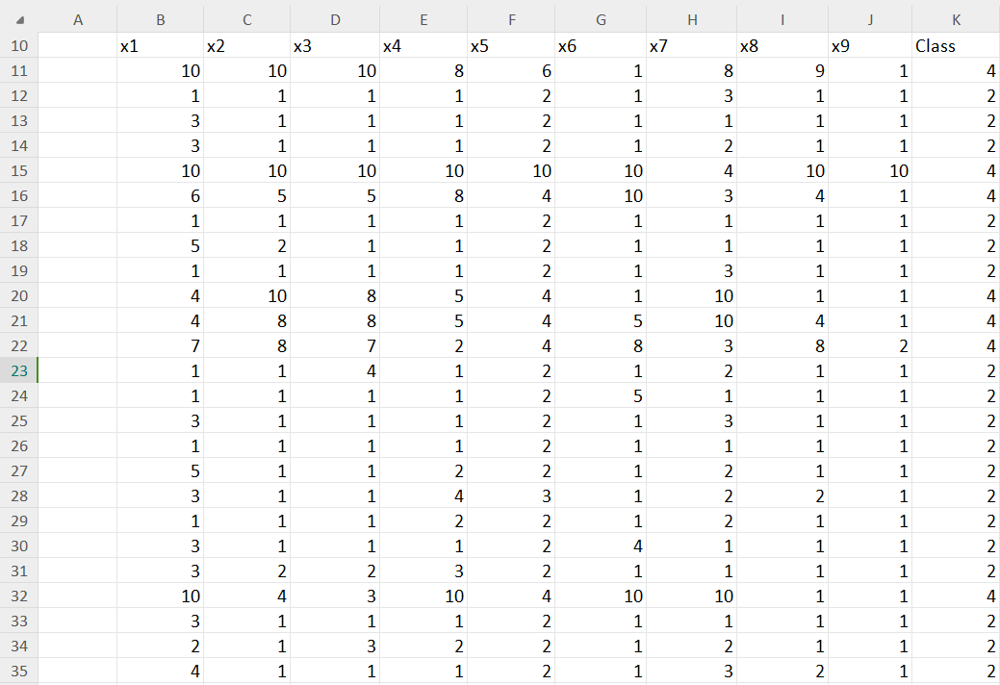 A B C D E F G H I J K
10 x1 x2 x3 x4 x5 x6 x7 x8 x9 Class
11 10 10 10 8 6 1 8 9 1 4
12 1 1 1 1 2 1 3 1 1 2
13 3 1 1 1 2 1 1 1 1 2
14 3 1 1 1 2 1 2 1 1 2
15 10 10 10 10 10 10 4 10 10 4
16 6 5 5 8 4 10 3 4 1 4
17 1 1 1 1 2 1 1 1 1 2
18 5 2 1 1 2 1 1 1 1 2
19 1 1 1 1 2 1 3 1 1 2
20 4 10 8 5 4 1 10 1 1 4
21 4 8 8 5 4 5 10 4 1 4
22 7 8 7 2 4 8 3 8 2 4
23 1 1 4 1 2 1 2 1 1 2
24 1 1 1 1 2 5 1 1 1 2
25 3 1 1 1 2 1 3 1 1 2
26 1 1 1 1 2 1 1 1 1 2
27 5 1 1 2 2 1 2 1 1 2
28 3 1 1 4 3 1 2 2 1 2
29 1 1 1 2 2 1 2 1 1 2
30 3 1 1 1 2 4 1 1 1 2
31 3 2 2 3 2 1 1 1 1 2
32 10 4 3 10 4 10 10 1 1 4
33 3 1 1 1 2 1 1 1 1 2
34 2 1 3 2 2 1 2 1 1 2
35 4 1 1 1 2 1 3 2 1 2